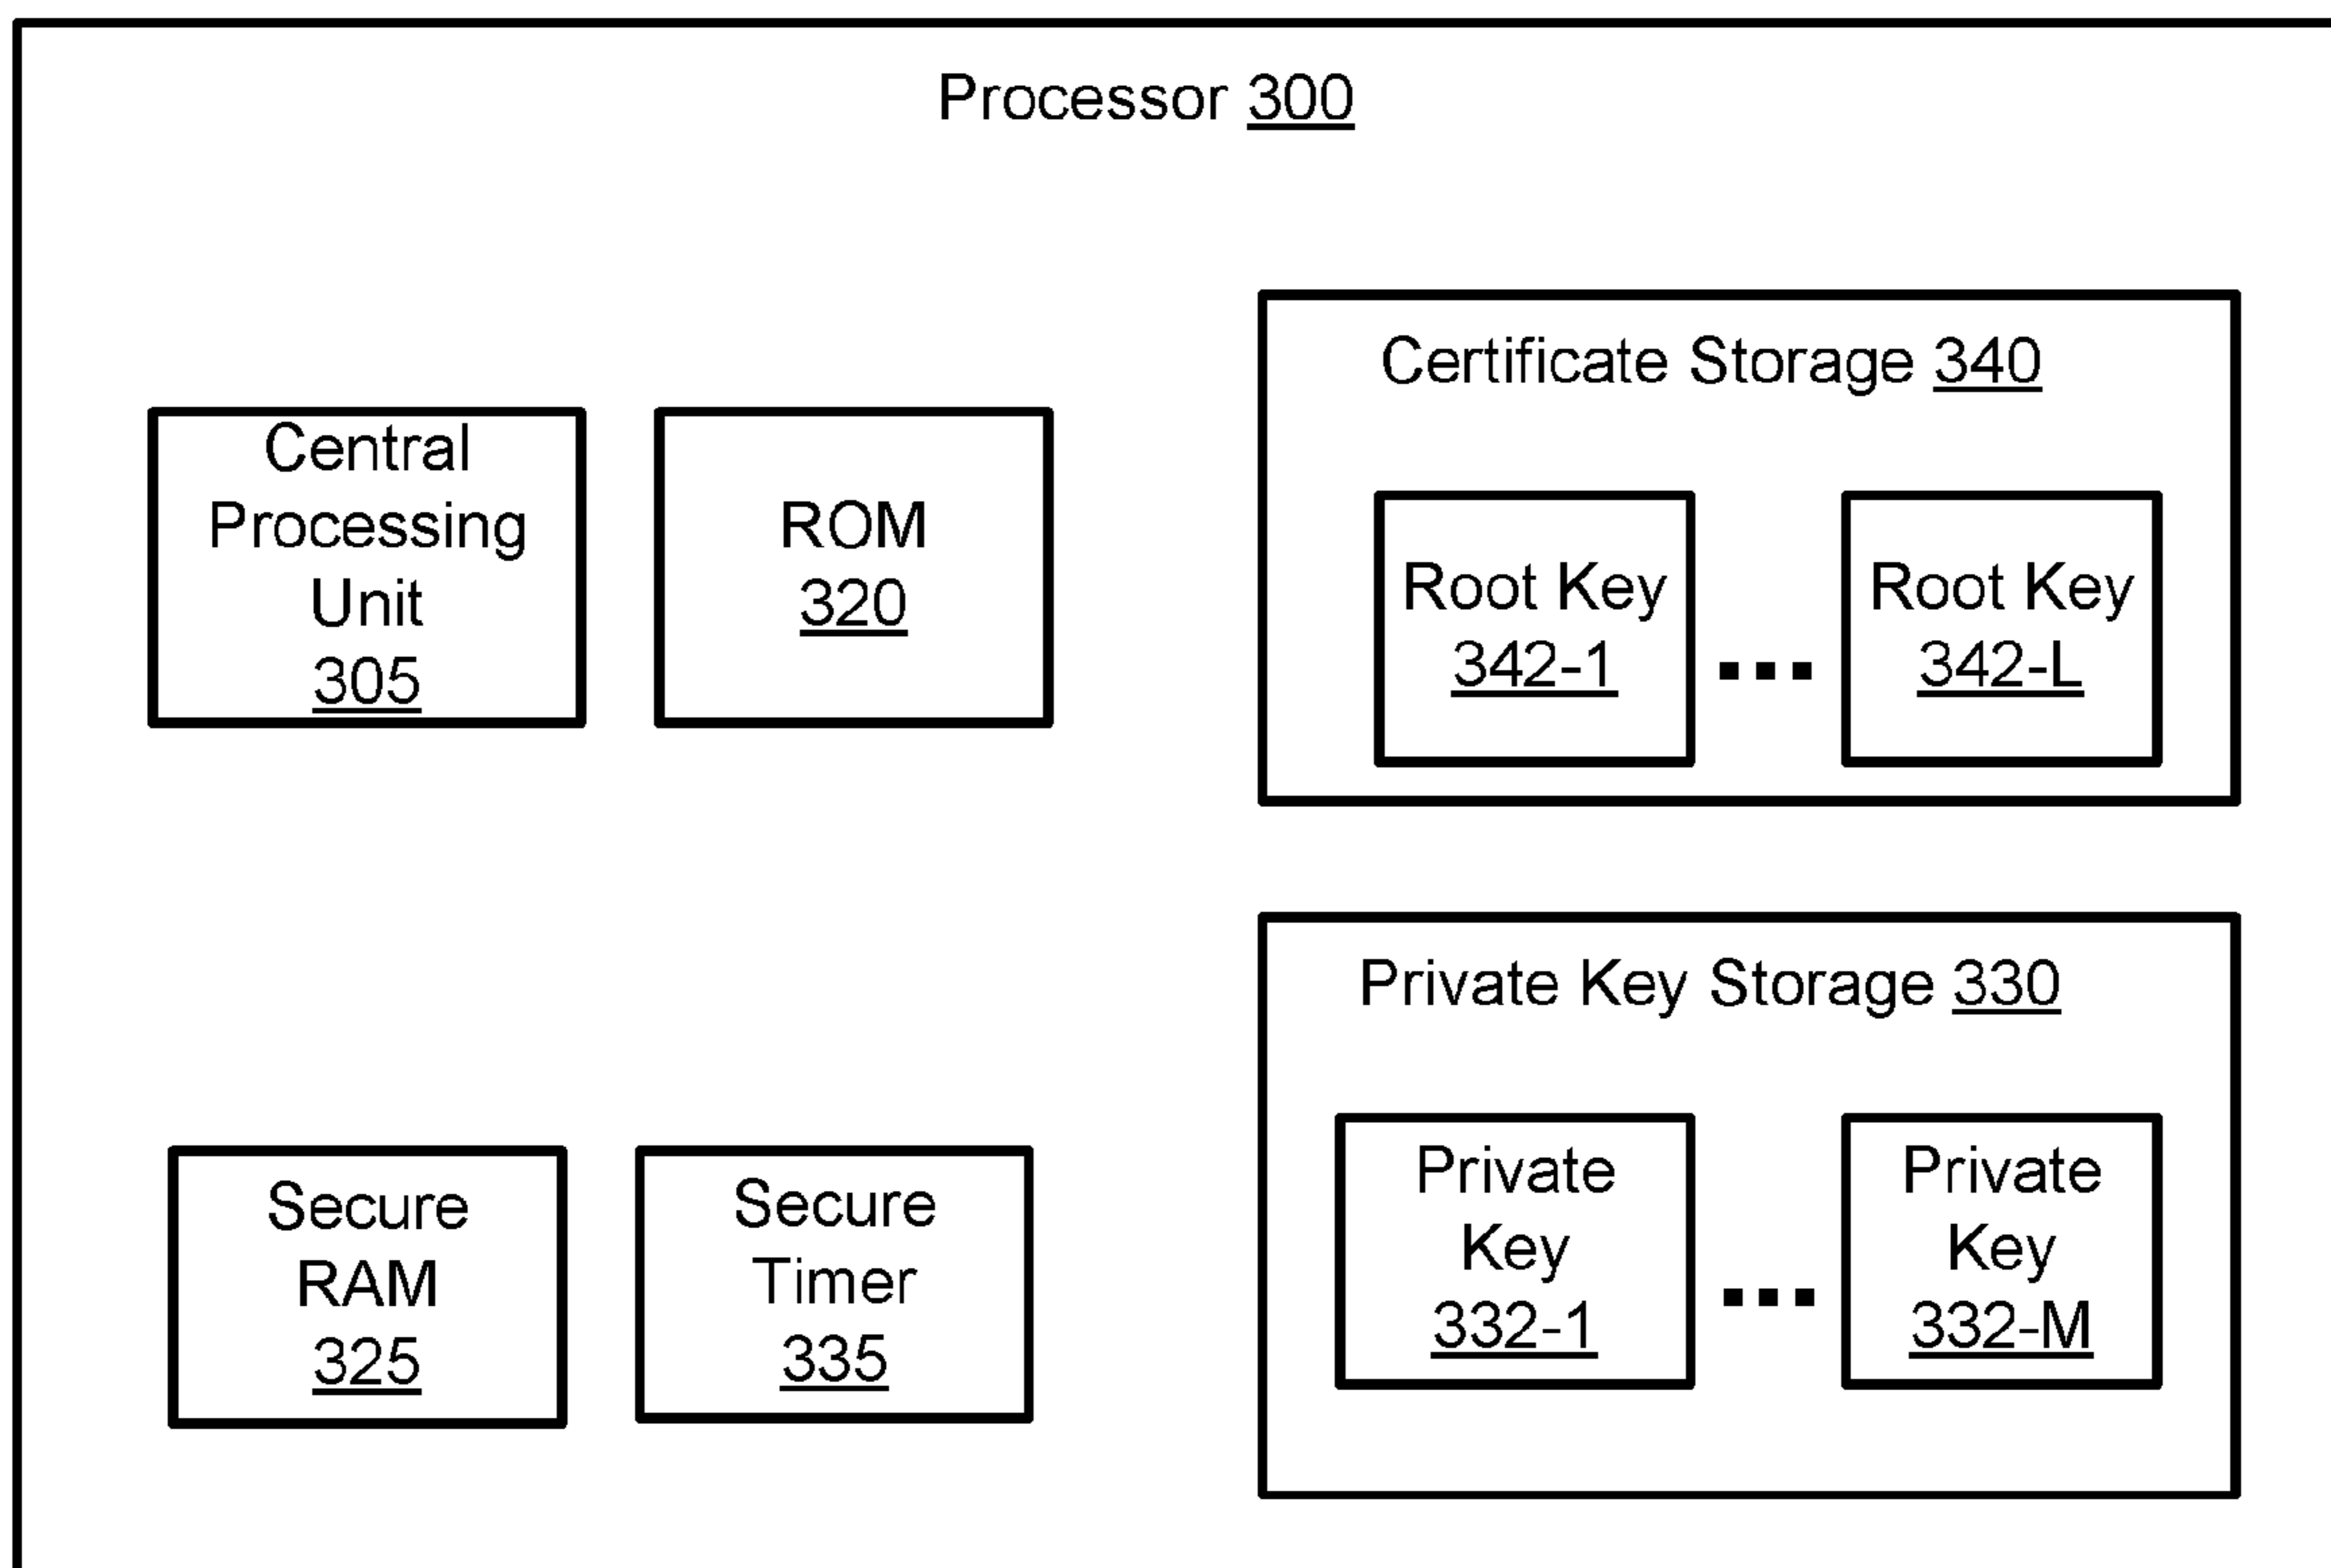 Processor 300
Central
Processing
Unit
305
ROM
320
Certificate Storage 340
Root Key
342-1
...
Root Key
342-L
Secure
RAM
325
Secure
Timer
335
Private Key Storage 330
Private
Key
332-1
...
Private
Key
332-M